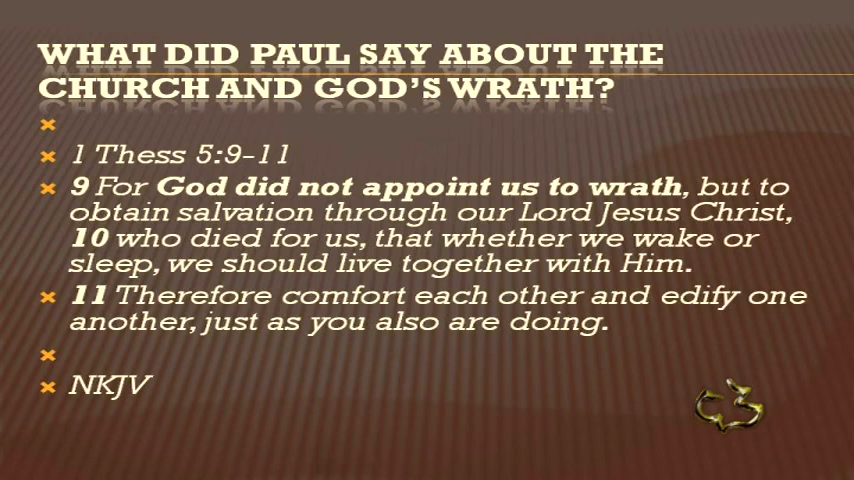 WHAT DID PAUL SAY ABOUT THE
CHURCH AND GOD'S WRATH?
1 Thess 5:9-11
9 For God did not appoint us to wrath, but to
obtain salvation through our Lord Jesus Christ,
10 who died for us, that whether we wake or
sleep, we should live together with Him.
11 Therefore comfort each other and edify one
another, just as you also are doing.
NKJV
C3